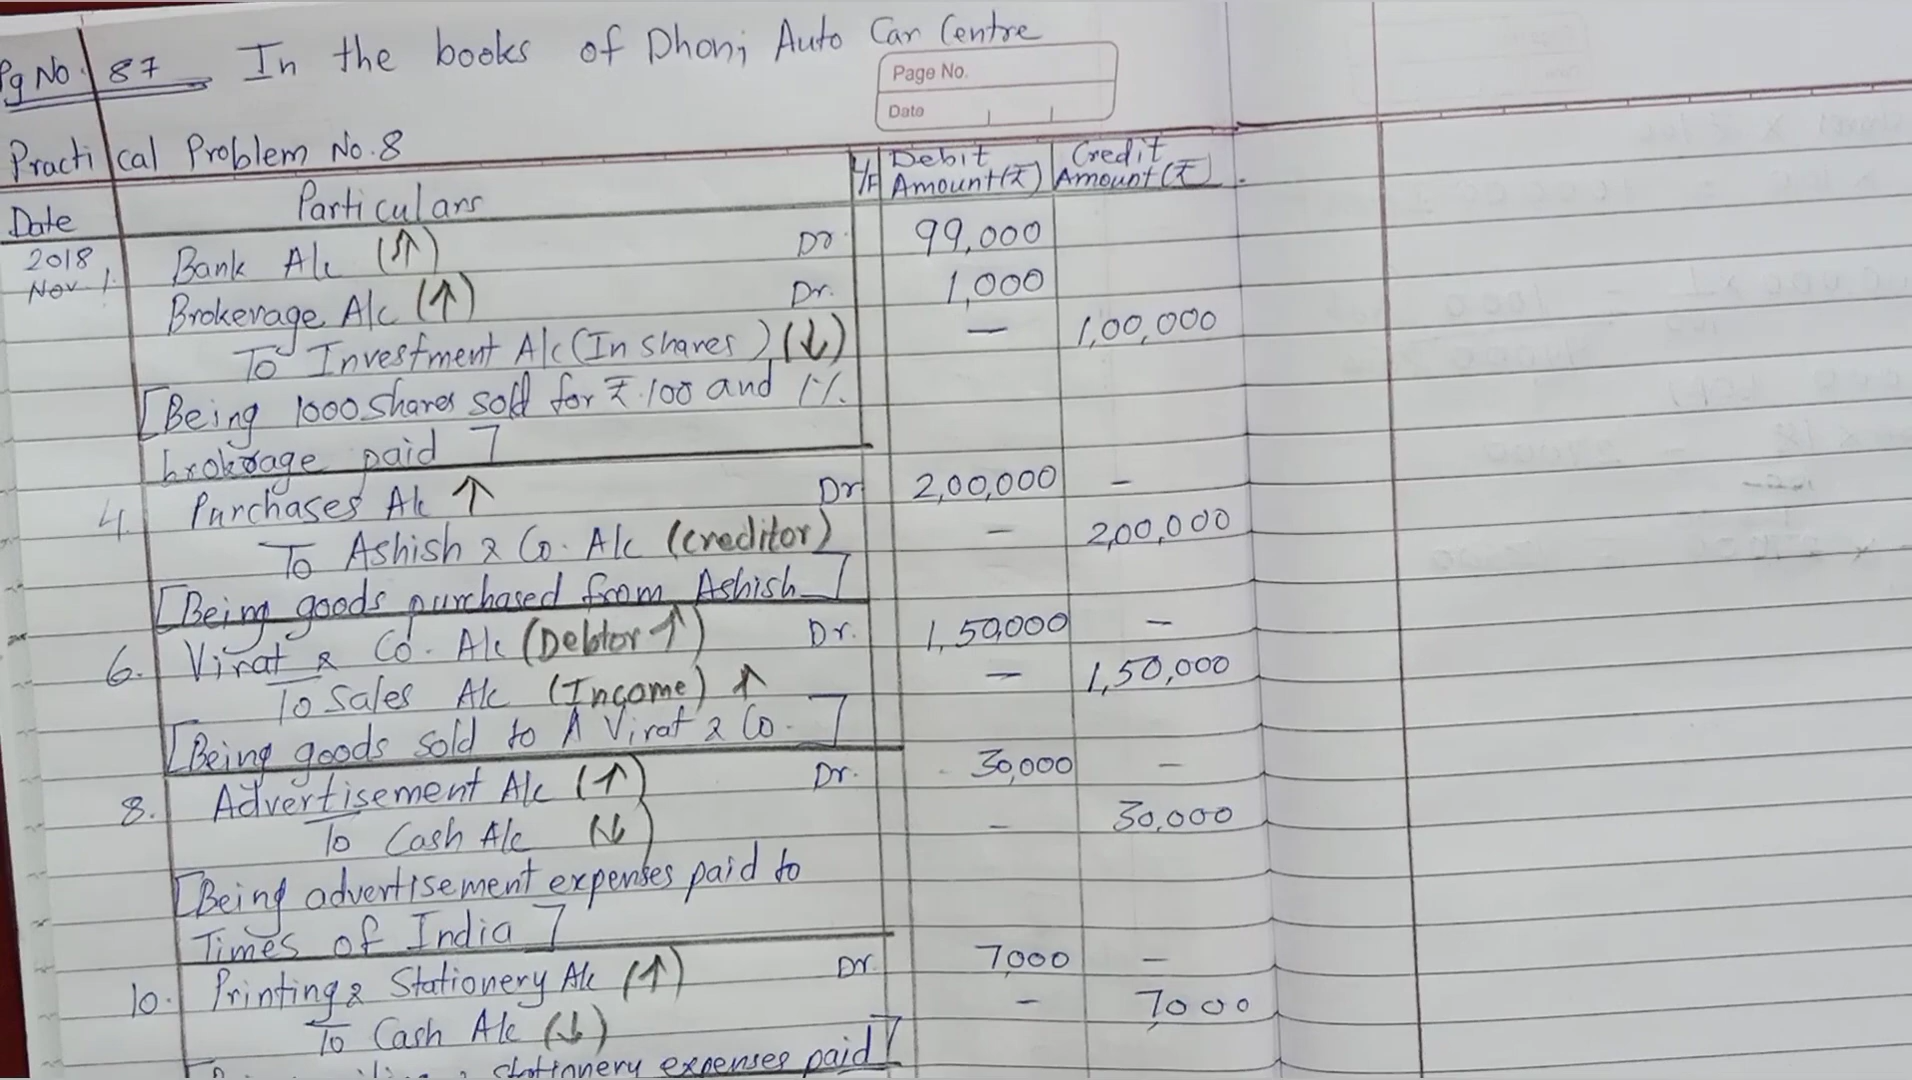 Pg No. 87 In the books of Dhoni Auto Car Centre
Page No.
Date
Practical Problem No. 8
Date Particulars L/F Debit Amount (₹) Credit Amount (₹)
2018
Nov 1. Bank A/c (↑) Dr. 99,000
Brokerage A/c (↑) Dr. 1,000
To Investment A/c (In shares) (↓) — 1,00,000
[Being 1000 shares sold for ₹.100 and 1%.
brokerage paid]
4. Purchases A/c ↑ Dr 2,00,000 –
To Ashish & Co. A/c (creditor) – 2,00,000
[Being goods purchased from Ashish]
6. Virat & Co. A/c (Debtor ↑) Dr. 1,50,000 –
To Sales A/c (Income) ↑ — 1,50,000
[Being goods sold to A Virat & Co.]
8. Advertisement A/c (↑) Dr. 30,000 –
To Cash A/c (↓) – 30,000
[Being advertisement expenses paid to
Times of India]
10. Printing & Stationery A/c (↑) Dr. 7,000 –
To Cash A/c (↓) – 7,000
stationery expenses paid]